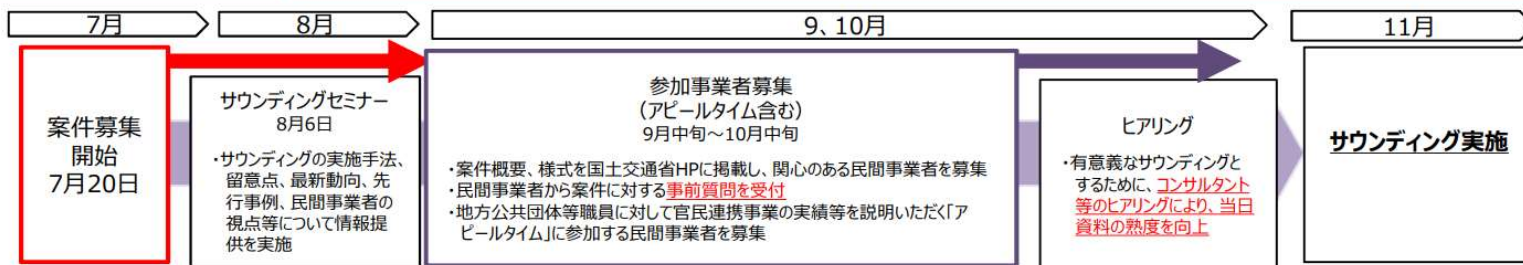 7月
8月
9、10月
11月
案件募集
開始
7月20日
サウンディングセミナー
8月6日
・サウンディングの実施手法、
留意点、最新動向、先
行事例、民間事業者の
視点等について情報提
供を実施
参加事業者募集
(アピールタイム含む)
9月中旬～10月中旬
・案件概要、様式を国土交通省HPに掲載し、関心のある民間事業者を募集
・民間事業者から案件に対する事前質問を受付
・地方公共団体等職員に対して官民連携事業の実績等を説明いただく「ア
ピールタイム」に参加する民間事業者を募集
ヒアリング
・有意義なサウンディングと
するために、コンサルタント
等のヒアリングにより、当日
資料の熟度を向上
サウンディング実施